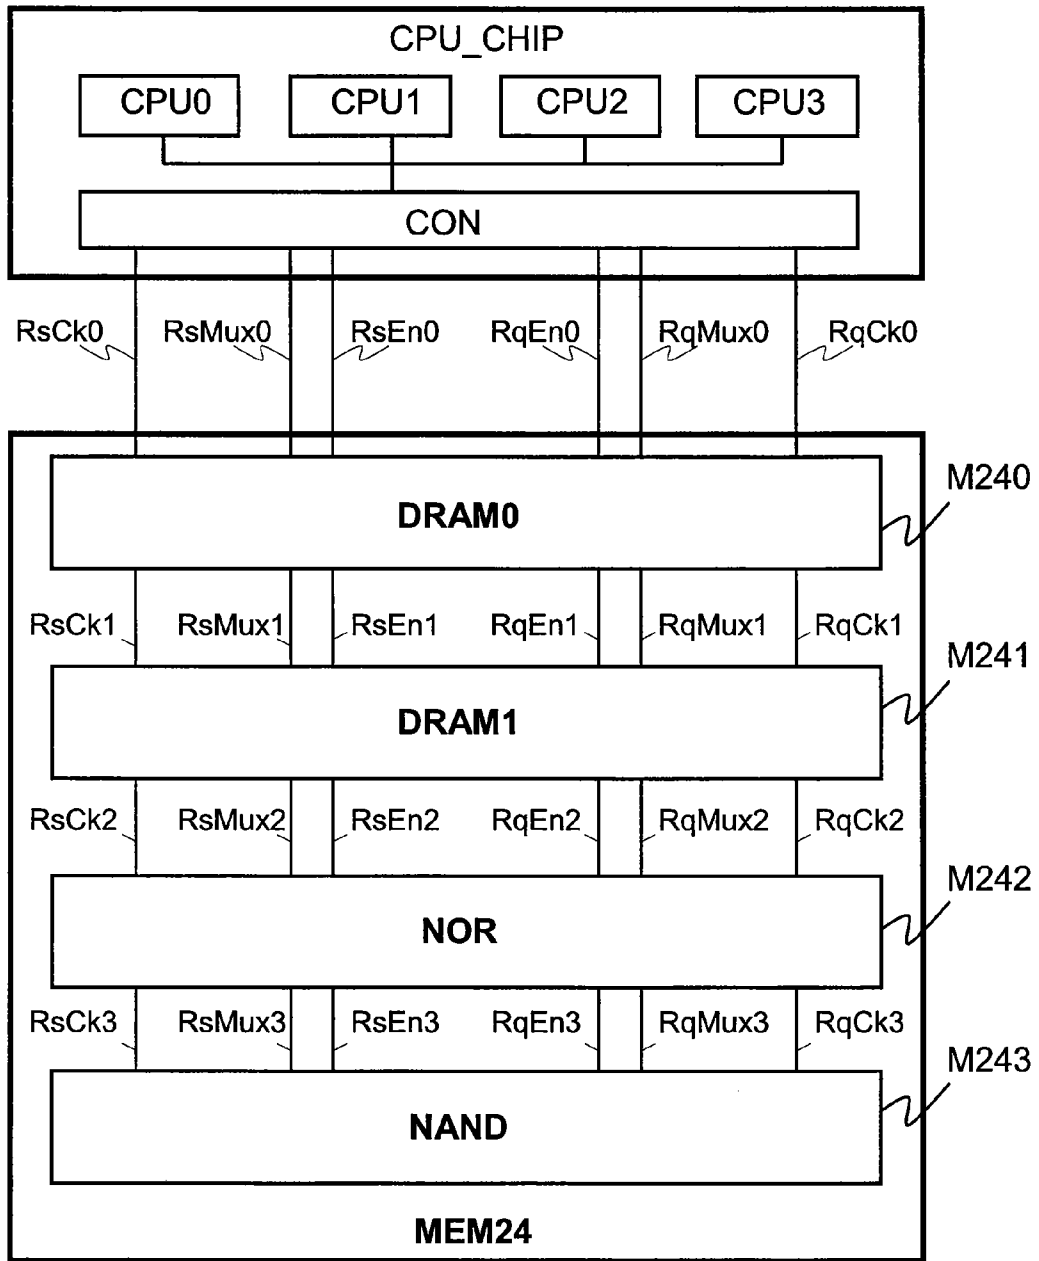 CPU_CHIP
CPU0 CPU1 CPU2 CPU3
CON
RsCk0 RsMux0 RsEn0 RqEn0 RqMux0 RqCk0
M240
DRAM0
RsCk1 RsMux1 RsEn1 RqEn1 RqMux1 RqCk1
M241
DRAM1
RsCk2 RsMux2 RsEn2 RqEn2 RqMux2 RqCk2
M242
NOR
RsCk3 RsMux3 RsEn3 RqEn3 RqMux3 RqCk3
M243
NAND
MEM24